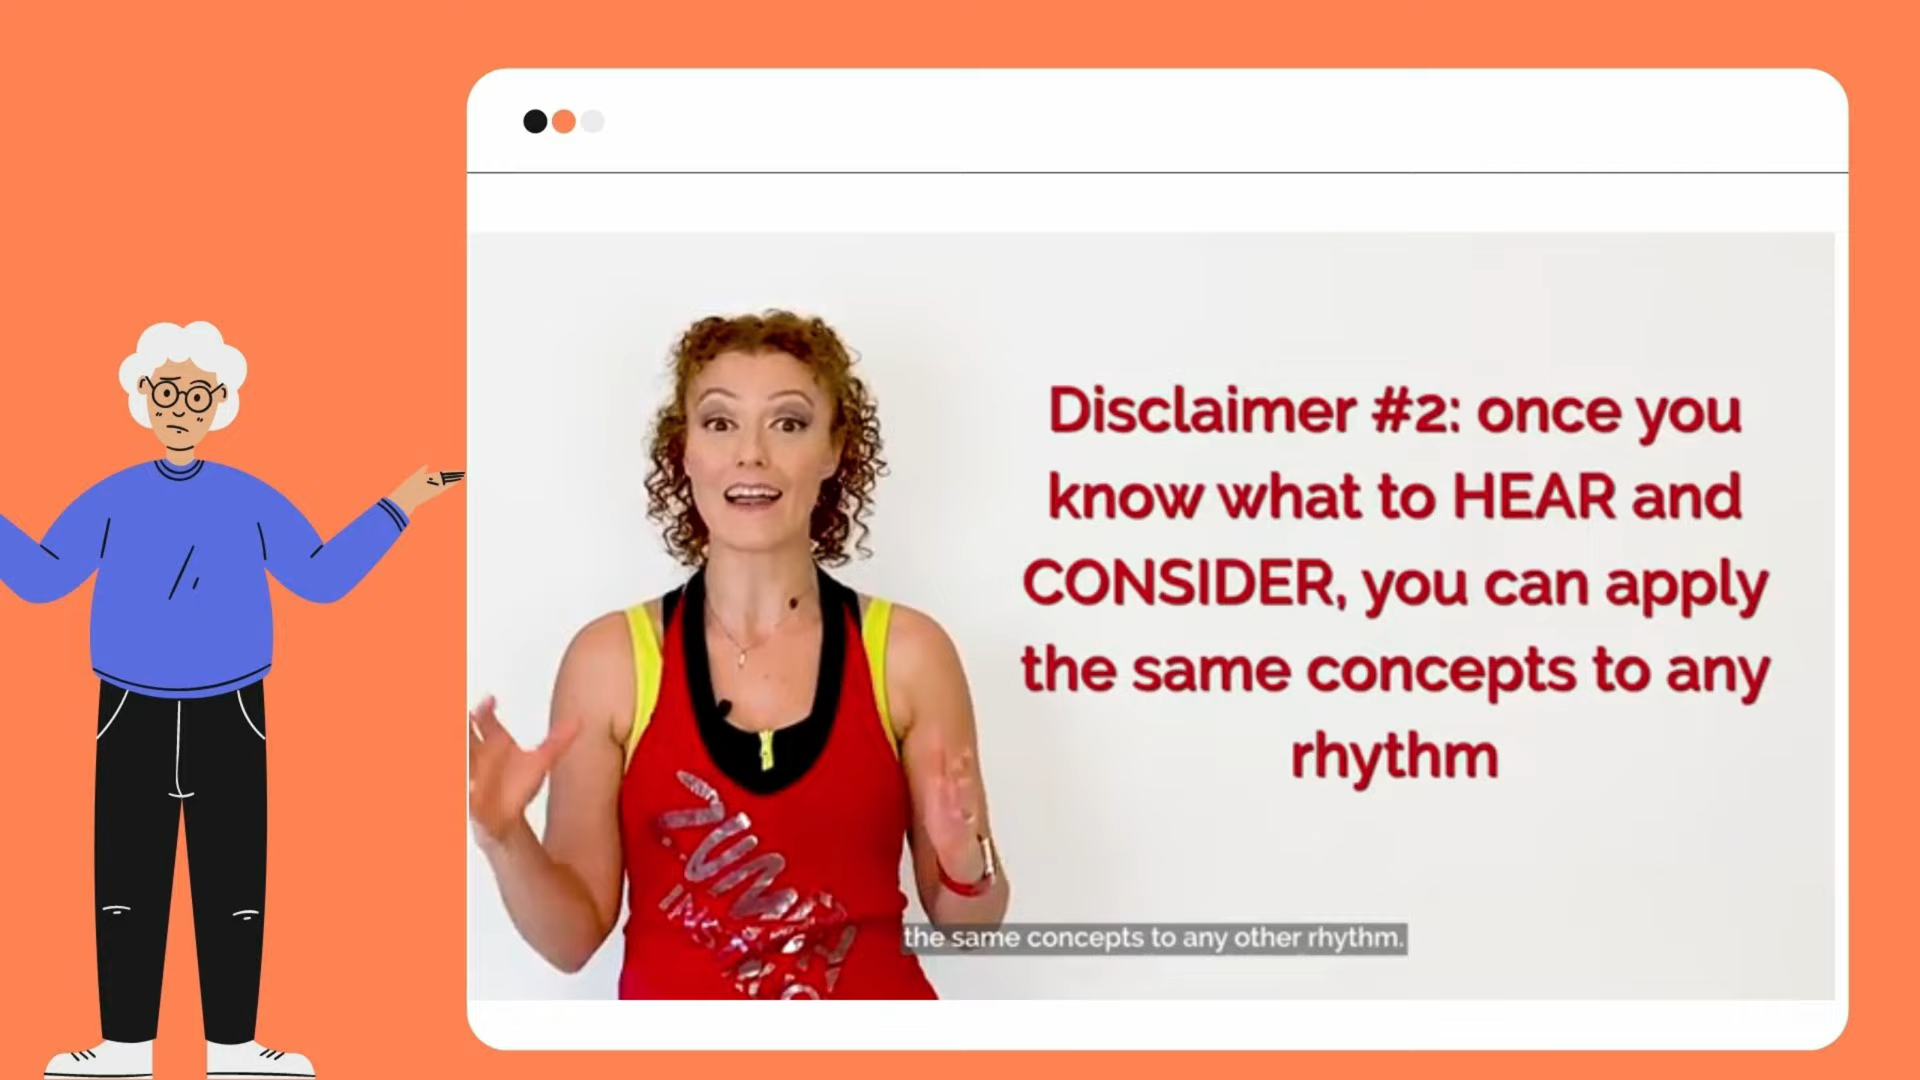 Disclaimer #2: once you
know what to HEAR and
CONSIDER, you can apply
the same concepts to any
rhythm
ZUMBA
the same concepts to any other rhythm.